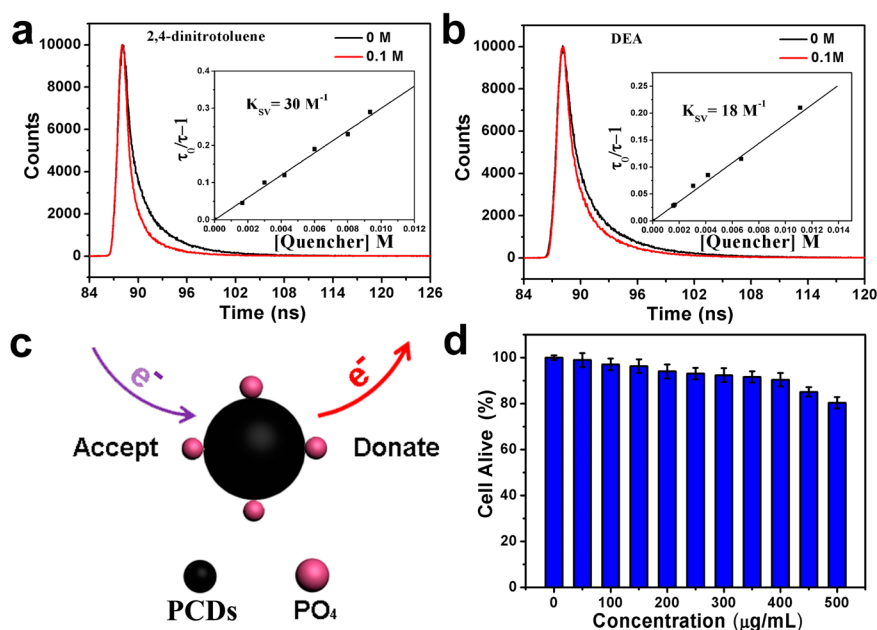 a
2,4-dinitrotoluene
0 M
0.1 M
10000
8000
6000
4000
2000
0
Counts
84 90 96 102 108 114 120 126
Time (ns)
0.4
0.3
0.2
0.1
0.0
τ₀/τ−1
K_SV= 30 M⁻¹
0.000 0.002 0.004 0.006 0.008 0.010 0.012
[Quencher] M
b
DEA
0 M
0.1M
10000
8000
6000
4000
2000
0
Counts
84 90 96 102 108 114 120
Time (ns)
0.25
0.20
0.15
0.10
0.05
0.00
τ₀/τ−1
K_SV= 18 M⁻¹
0.000 0.002 0.004 0.006 0.008 0.010 0.012 0.014
[Quencher] M
c
e-
e-
Accept
Donate
PCDs
PO₄
d
100
80
60
40
20
0
Cell Alive (%)
0 100 200 300 400 500
Concentration (μg/mL)